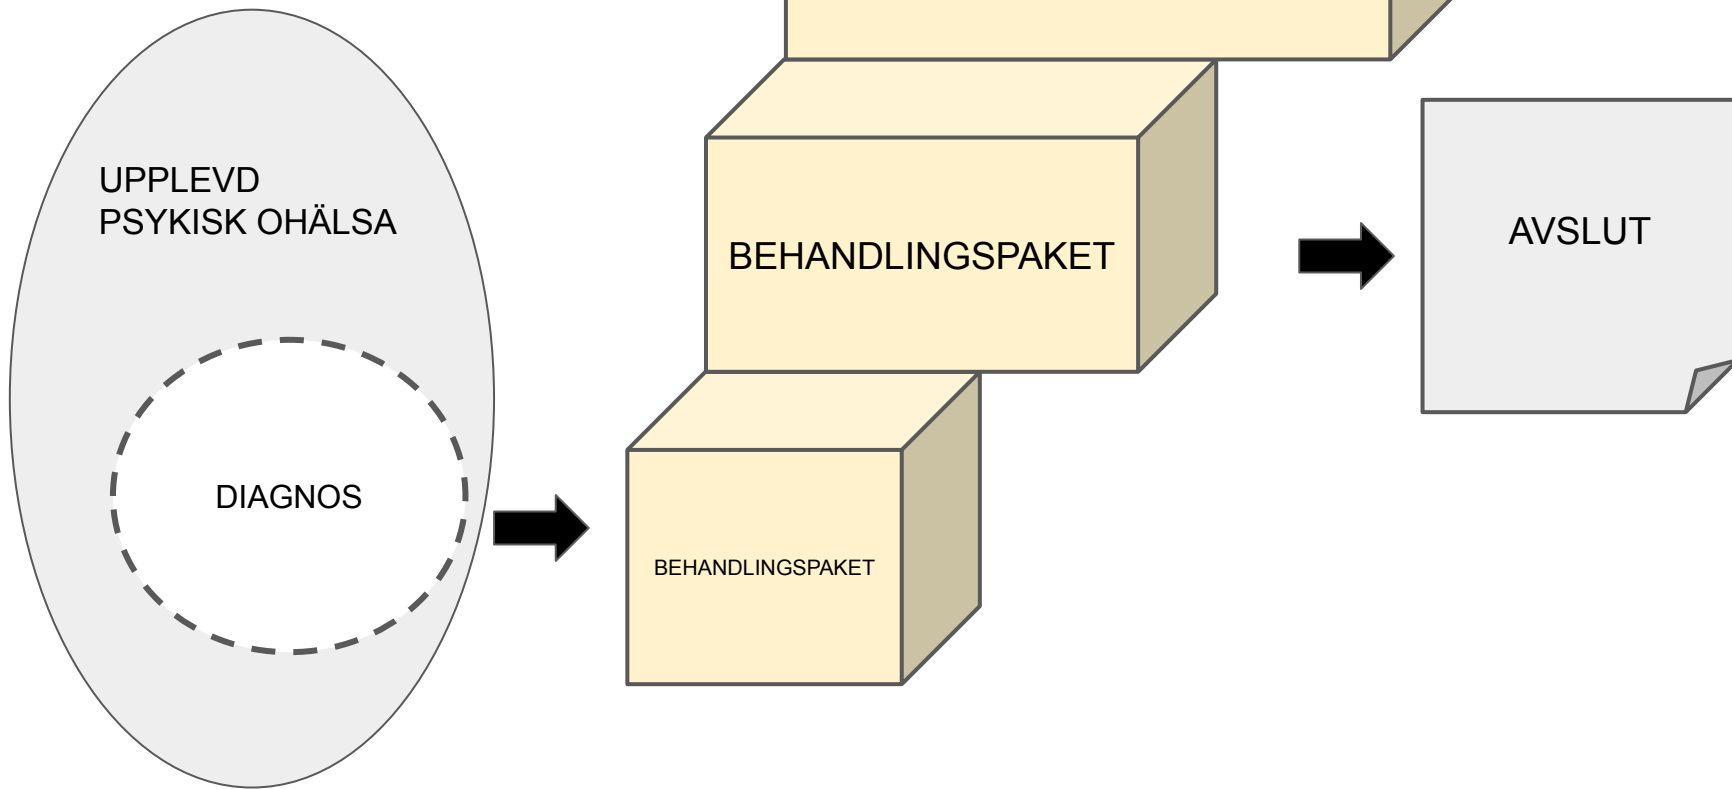 UPPLEVD
PSYKISK OHÄLSA
DIAGNOS
BEHANDLINGSPAKET
BEHANDLINGSPAKET
AVSLUT